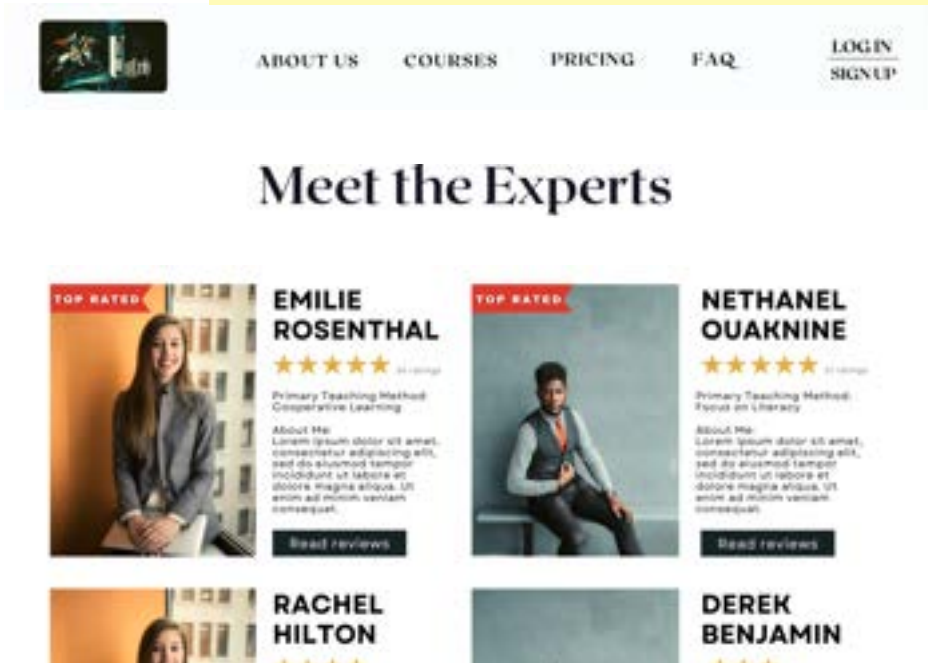 ABOUT US
COURSES
PRICING
FAQ
LOG IN
SIGN UP
Meet the Experts
TOP RATED
EMILIE
ROSENTHAL
Primary Teaching Method:
Cooperative Learning
About Me:
Lorem ipsum dolor sit amet,
consectetur adipiscing elit,
sed do eiusmod tempor
incididunt ut labore et
dolore magna aliqua. Ut
enim ad minim veniam
consequat.
Read reviews
TOP RATED
NETHANEL
OUAKNINE
Primary Teaching Method:
Focus on Literacy
About Me:
Lorem ipsum dolor sit amet,
consectetur adipiscing elit,
sed do eiusmod tempor
incididunt ut labore et
dolore magna aliqua. Ut
enim ad minim veniam
consequat.
Read reviews
RACHEL
HILTON
DEREK
BENJAMIN